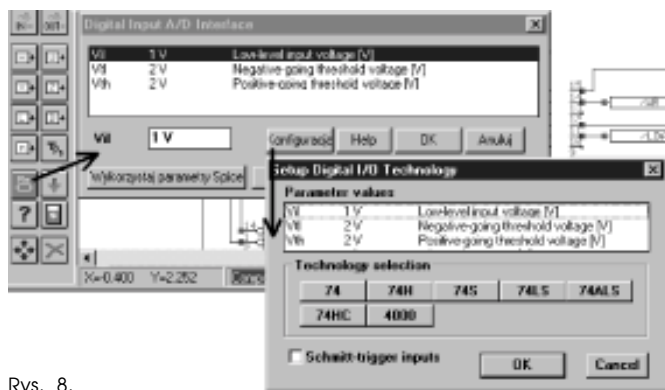 IN- OUT-
Digital Input A/D Interface
Vil 1 V Low-level input voltage [V]
Vtl 2 V Negative-going threshold voltage [V]
Vth 2 V Positive-going threshold voltage [V]
Vil 1 V Konfiguracje Help OK Anuluj
Wykorzystaj parametry Spice
X=-0.400 Y=2.252
Setup Digital I/O Technology
Parameter values
Vil 1 V Low-level input voltage [V]
Vtl 2 V Negative-going threshold voltage [V]
Vth 2 V Positive-going threshold voltage [V]
Technology selection
74 74H 74S 74LS 74ALS
74HC 4000
Schmitt-trigger inputs OK Cancel
Rys. 8.